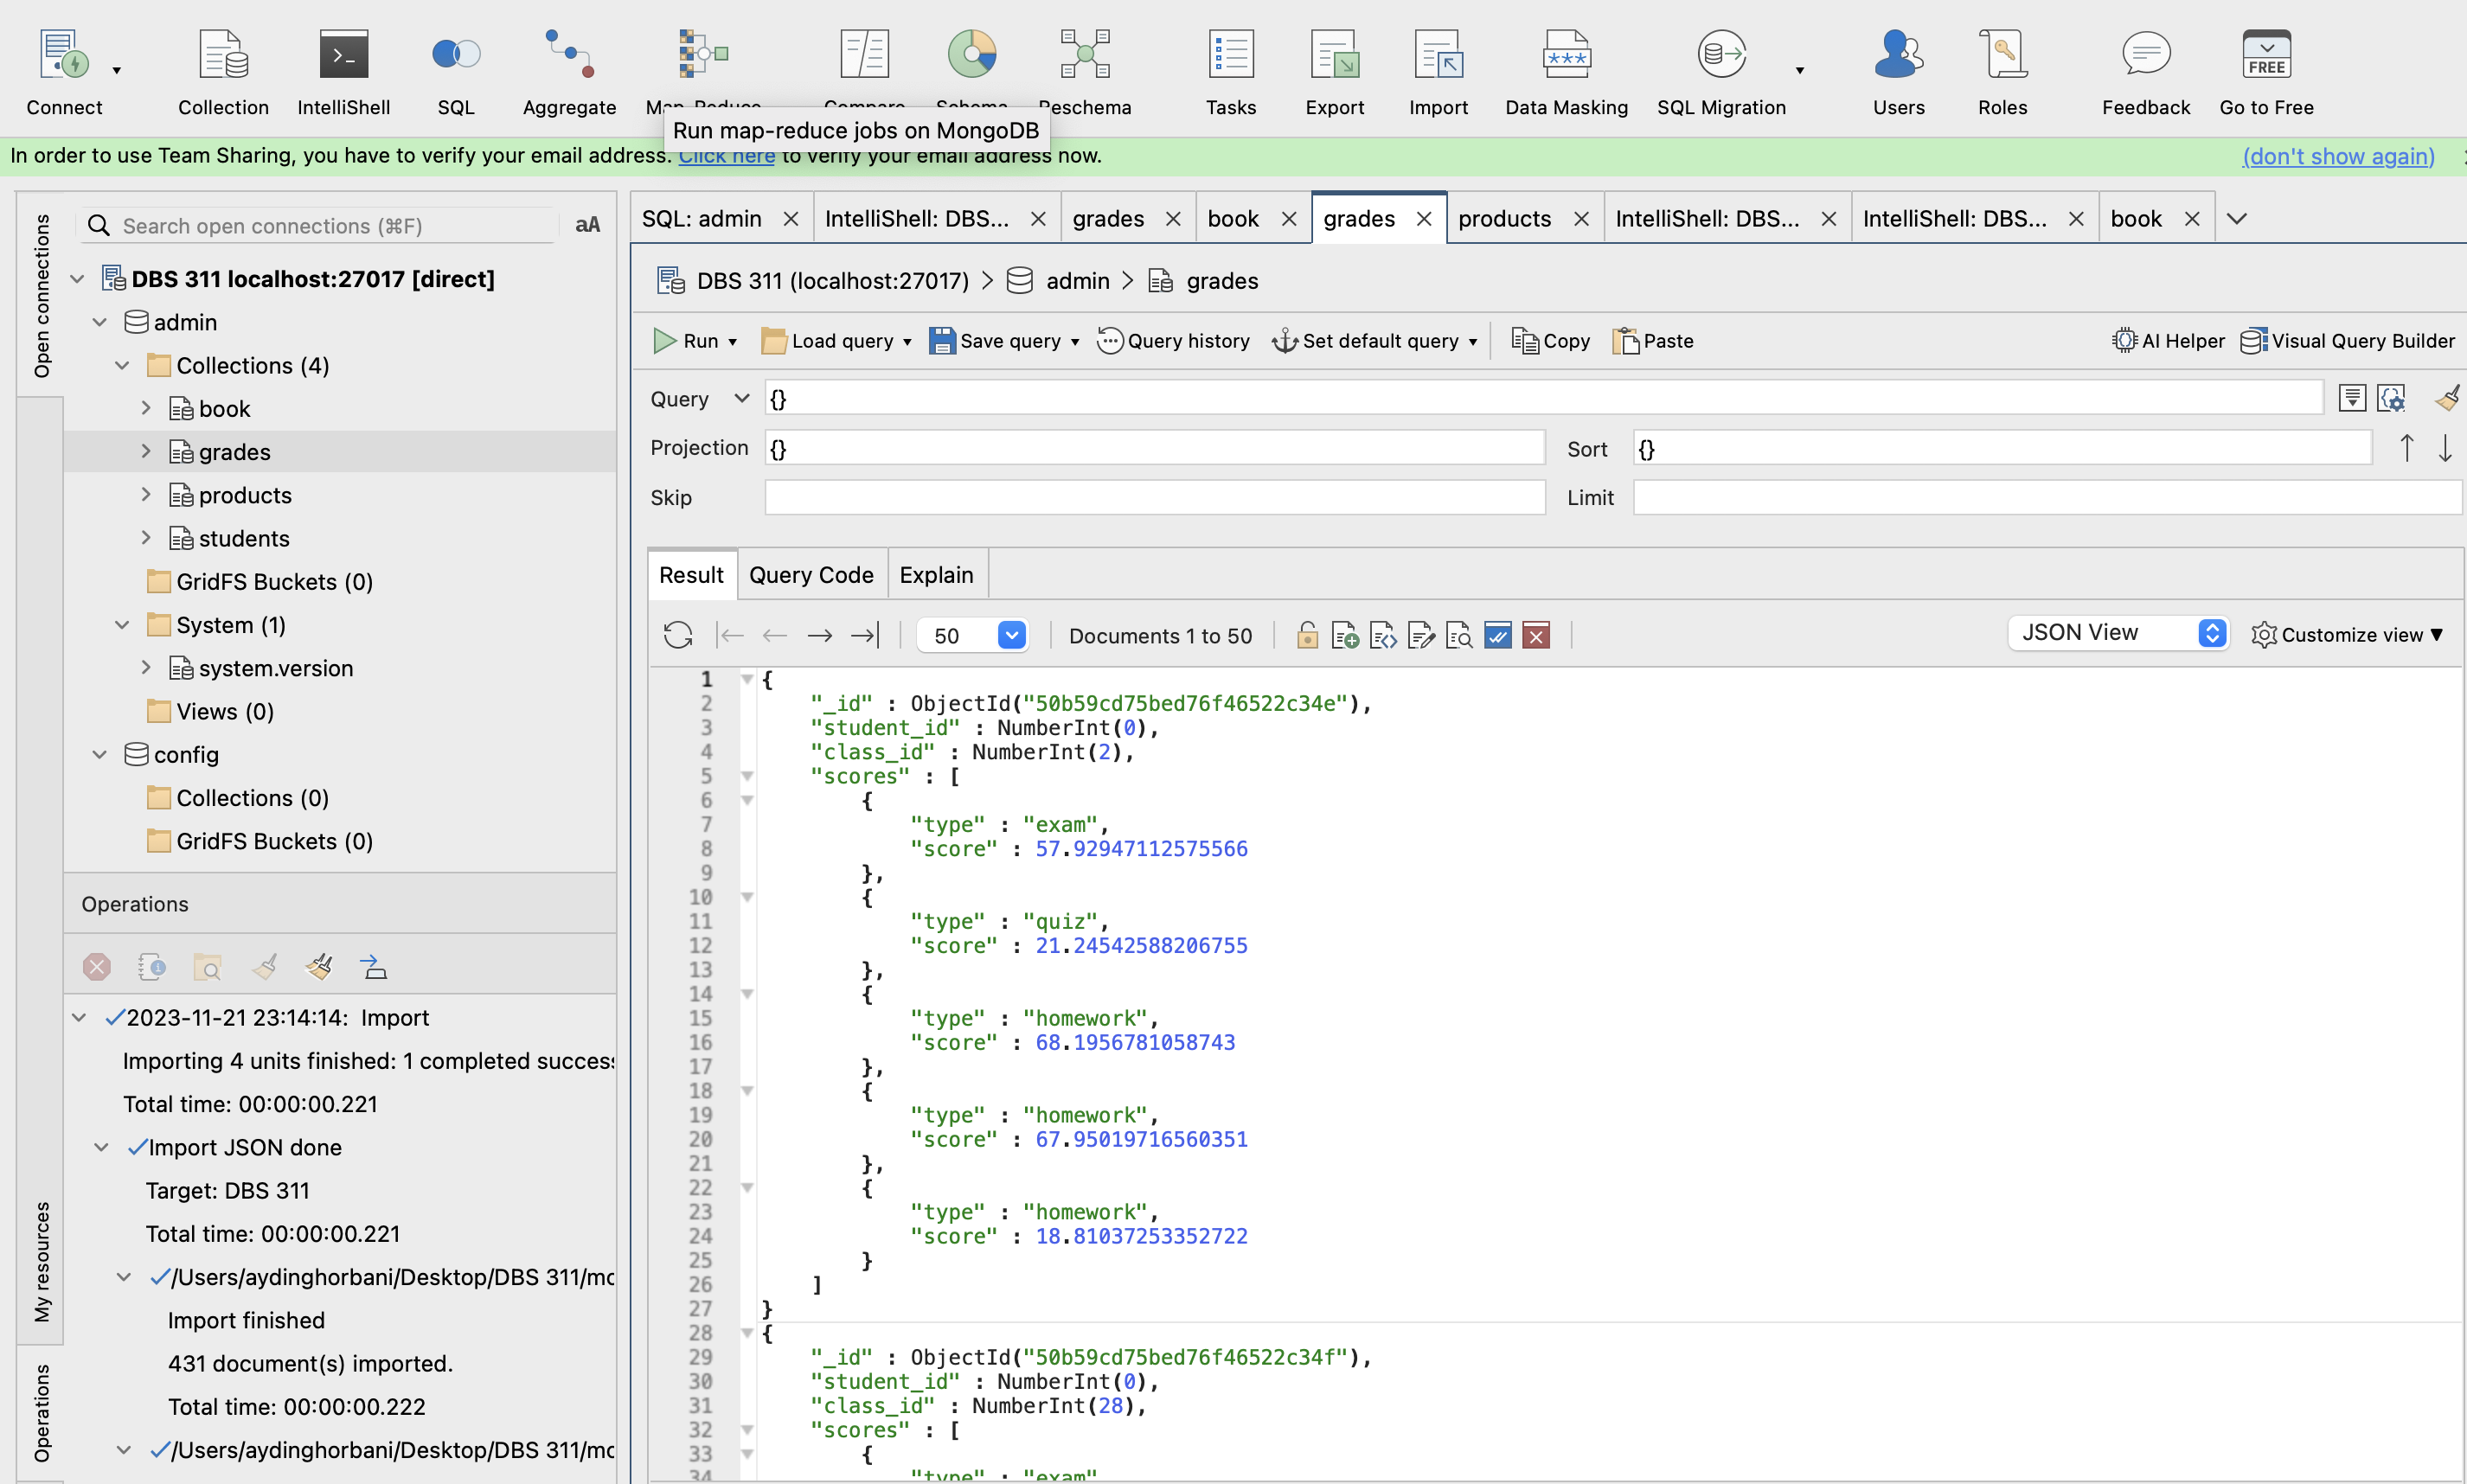 Connect
Collection
IntelliShell
SQL
Aggregate
Map-Reduce
Compare
Schema
Reschema
Tasks
Export
Import
Data Masking
SQL Migration
Users
Roles
Feedback
FREE
Go to Free
Run map-reduce jobs on MongoDB
In order to use Team Sharing, you have to verify your email address. Click here to verify your email address now.
(don't show again)
Open connections
My resources
Operations
Search open connections (⌘F)
aA
DBS 311 localhost:27017 [direct]
admin
Collections (4)
book
grades
products
students
GridFS Buckets (0)
System (1)
system.version
Views (0)
config
Collections (0)
GridFS Buckets (0)
Operations
2023-11-21 23:14:14: Import
Importing 4 units finished: 1 completed
Total time: 00:00:00.221
Import JSON done
Target: DBS 311
Total time: 00:00:00.221
/Users/aydinghorbani/Desktop/DBS 311/
Import finished
431 document(s) imported.
Total time: 00:00:00.222
/Users/aydinghorbani/Desktop/DBS 311/
SQL: admin
IntelliShell: DBS...
grades
book
grades
products
IntelliShell: DBS...
IntelliShell: DBS...
book
DBS 311 (localhost:27017) > admin > grades
Run
Load query
Save query
Query history
Set default query
Copy
Paste
AI Helper
Visual Query Builder
Query {}
Projection {}
Sort {}
Skip
Limit
Result
Query Code
Explain
50
Documents 1 to 50
JSON View
Customize view
1 {
2 "_id" : ObjectId("50b59cd75bed76f46522c34e"),
3 "student_id" : NumberInt(0),
4 "class_id" : NumberInt(2),
5 "scores" : [
6 {
7 "type" : "exam",
8 "score" : 57.92947112575566
9 },
10 {
11 "type" : "quiz",
12 "score" : 21.24542588206755
13 },
14 {
15 "type" : "homework",
16 "score" : 68.1956781058743
17 },
18 {
19 "type" : "homework",
20 "score" : 67.95019716560351
21 },
22 {
23 "type" : "homework",
24 "score" : 18.81037253352722
25 }
26 ]
27 }
28 {
29 "_id" : ObjectId("50b59cd75bed76f46522c34f"),
30 "student_id" : NumberInt(0),
31 "class_id" : NumberInt(28),
32 "scores" : [
33 {
34 "type" : "exam"